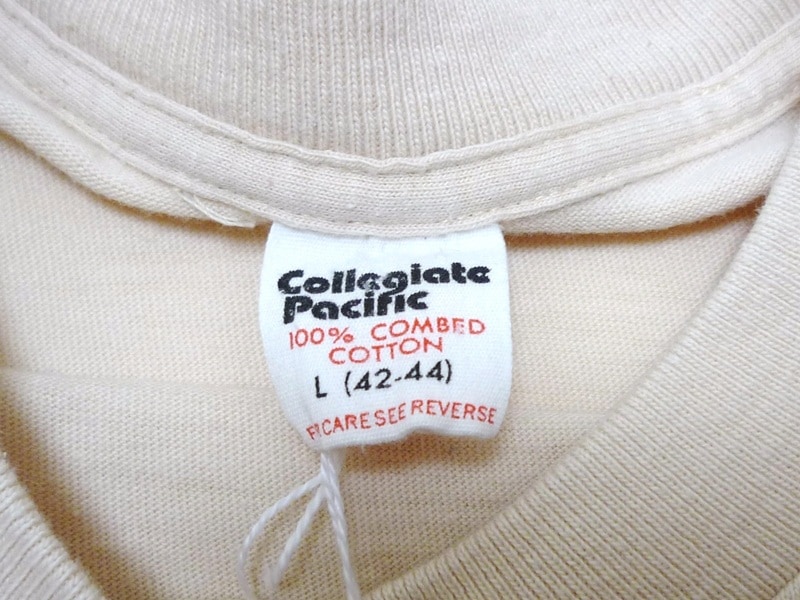 Collegiate
Pacific
100% COMBED
COTTON
L (42-44)
CARE SEE REVERSE